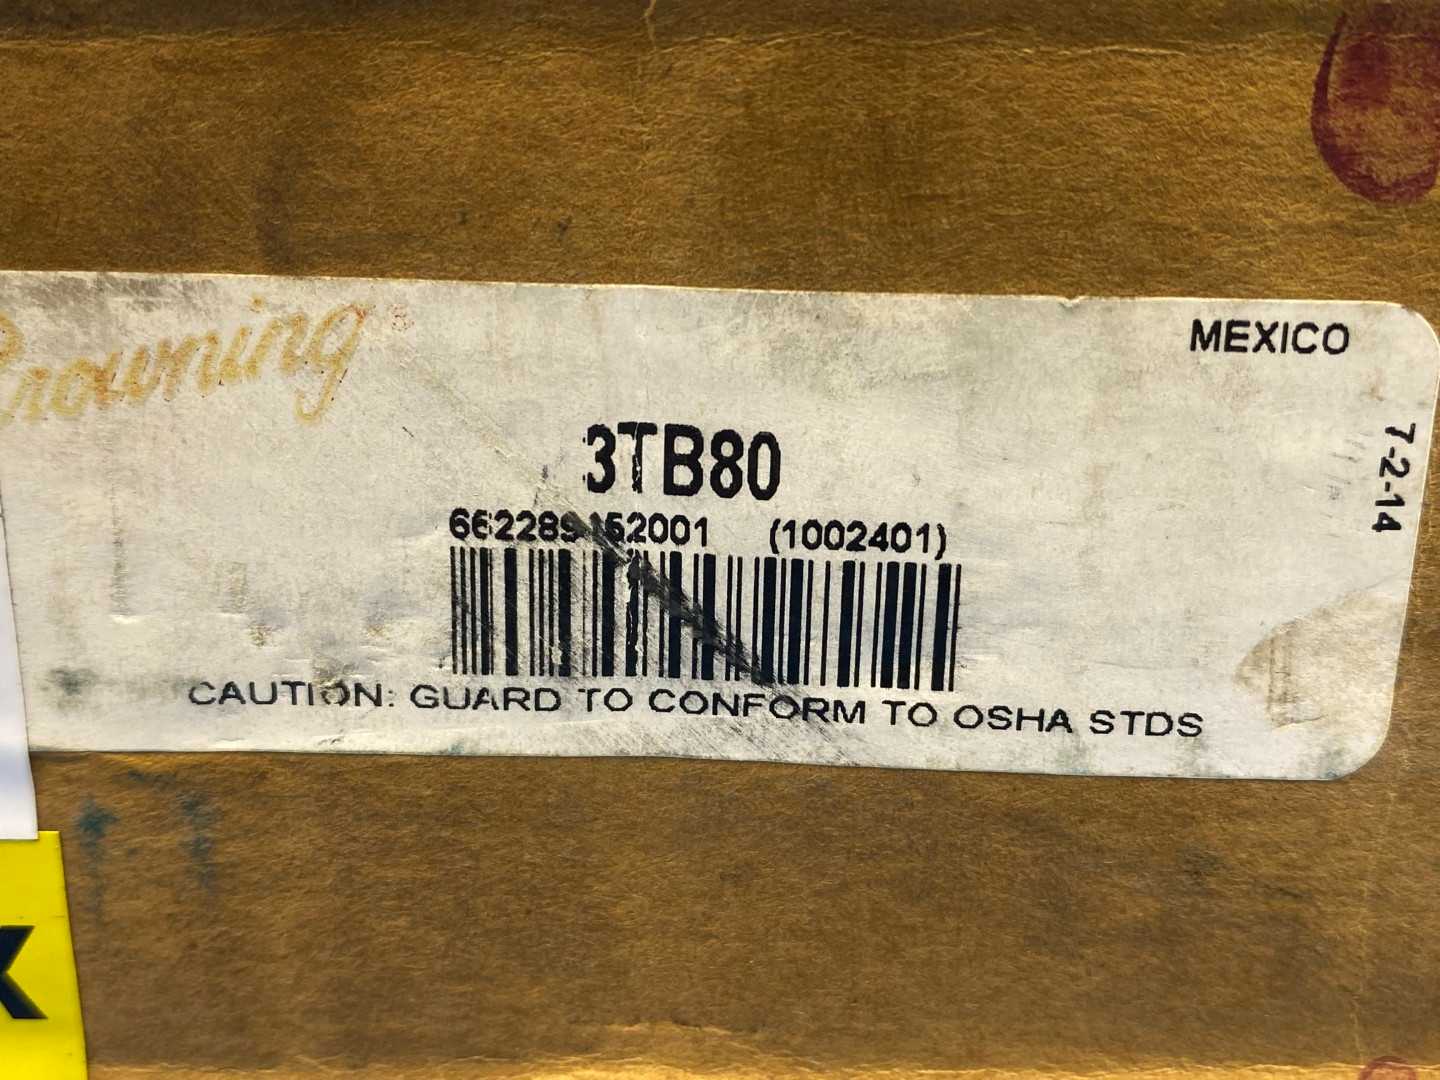 Browning®
MEXICO
7-2-14
3TB80
(1002401)
CAUTION: GUARD TO CONFORM TO OSHA STDS